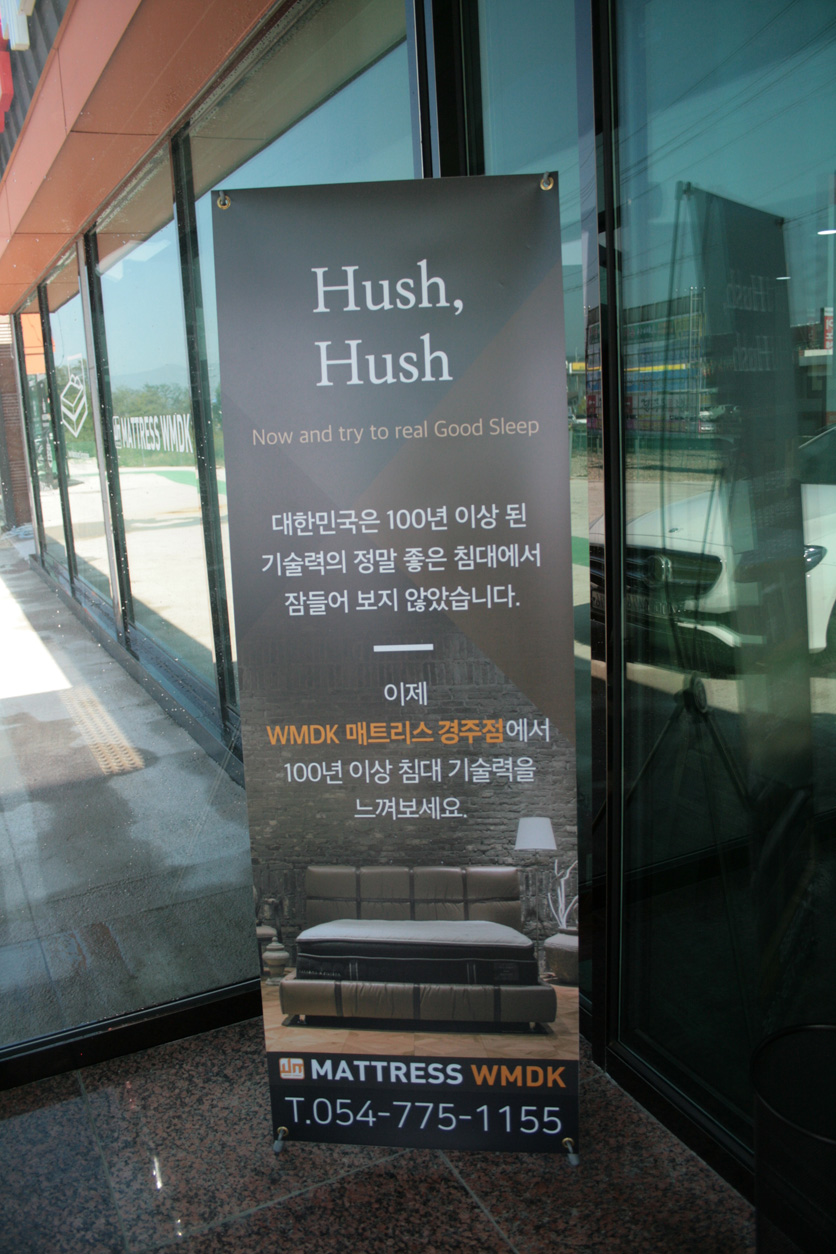 Hush,
Hush
Now and try to real Good Sleep
대한민국은 100년 이상 된
기술력의 정말 좋은 침대에서
잠들어 보지 않았습니다.
이제
WMDK 매트리스 경주점에서
100년 이상 침대 기술력을
느껴보세요.
MATTRESS WMDK
T.054-775-1155
MATTRESS WMDK